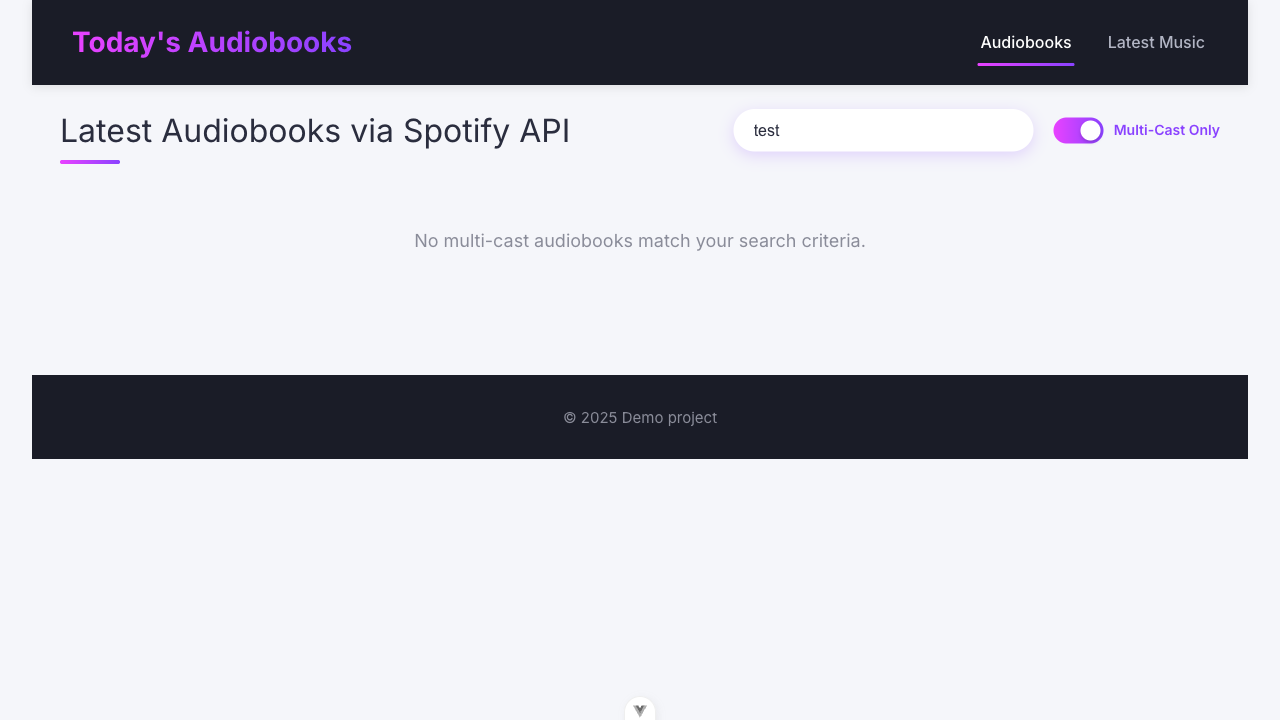 Today's Audiobooks
Audiobooks
Latest Music
Latest Audiobooks via Spotify API
test
Multi-Cast Only
No multi-cast audiobooks match your search criteria.
© 2025 Demo project